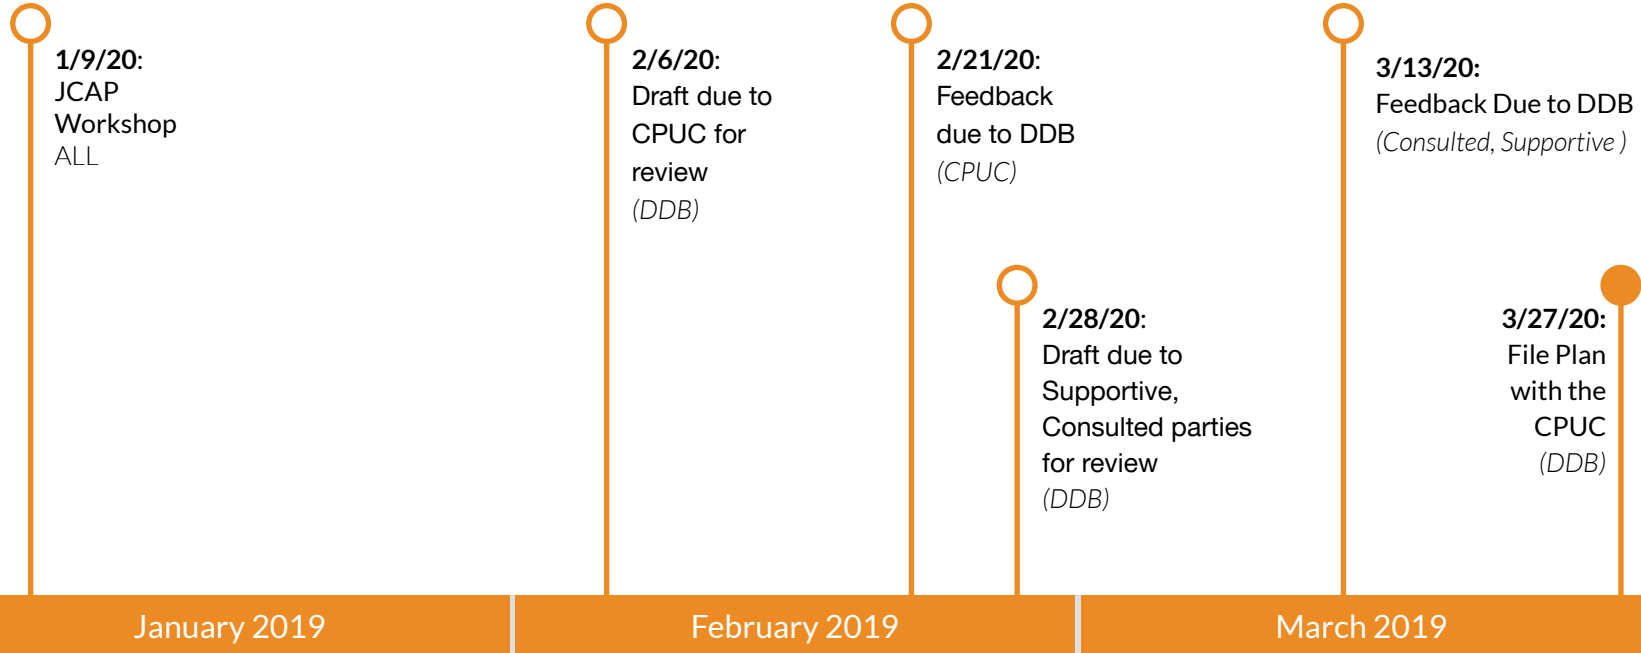 1/9/20:
JCAP
Workshop
ALL
2/6/20:
Draft due to
CPUC for
review
(DDB)
2/21/20:
Feedback
due to DDB
(CPUC)
2/28/20:
Draft due to
Supportive,
Consulted parties
for review
(DDB)
3/13/20:
Feedback Due to DDB
(Consulted, Supportive )
3/27/20:
File Plan
with the
CPUC
(DDB)
January 2019
February 2019
March 2019